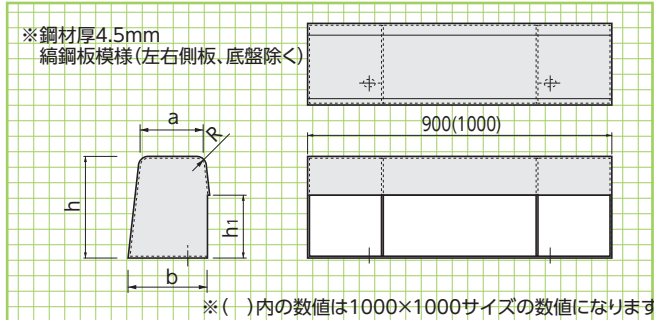 ※鋼材厚4.5mm
縞鋼板模様(左右側板、底盤除く)
900(1000)
a
R
h
h1
b
※( )内の数値は1000×1000サイズの数値になります